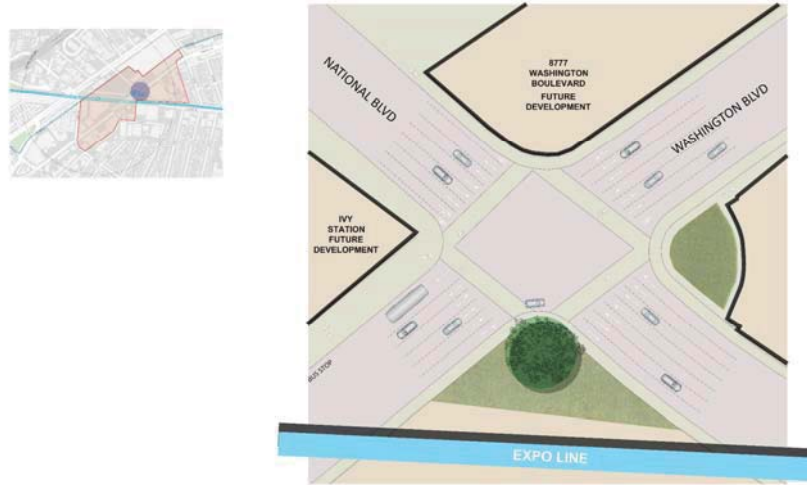 8777
WASHINGTON
BOULEVARD
FUTURE
DEVELOPMENT
NATIONAL BLVD
WASHINGTON BLVD
IVY
STATION
FUTURE
DEVELOPMENT
BUS STOP
EXPO LINE